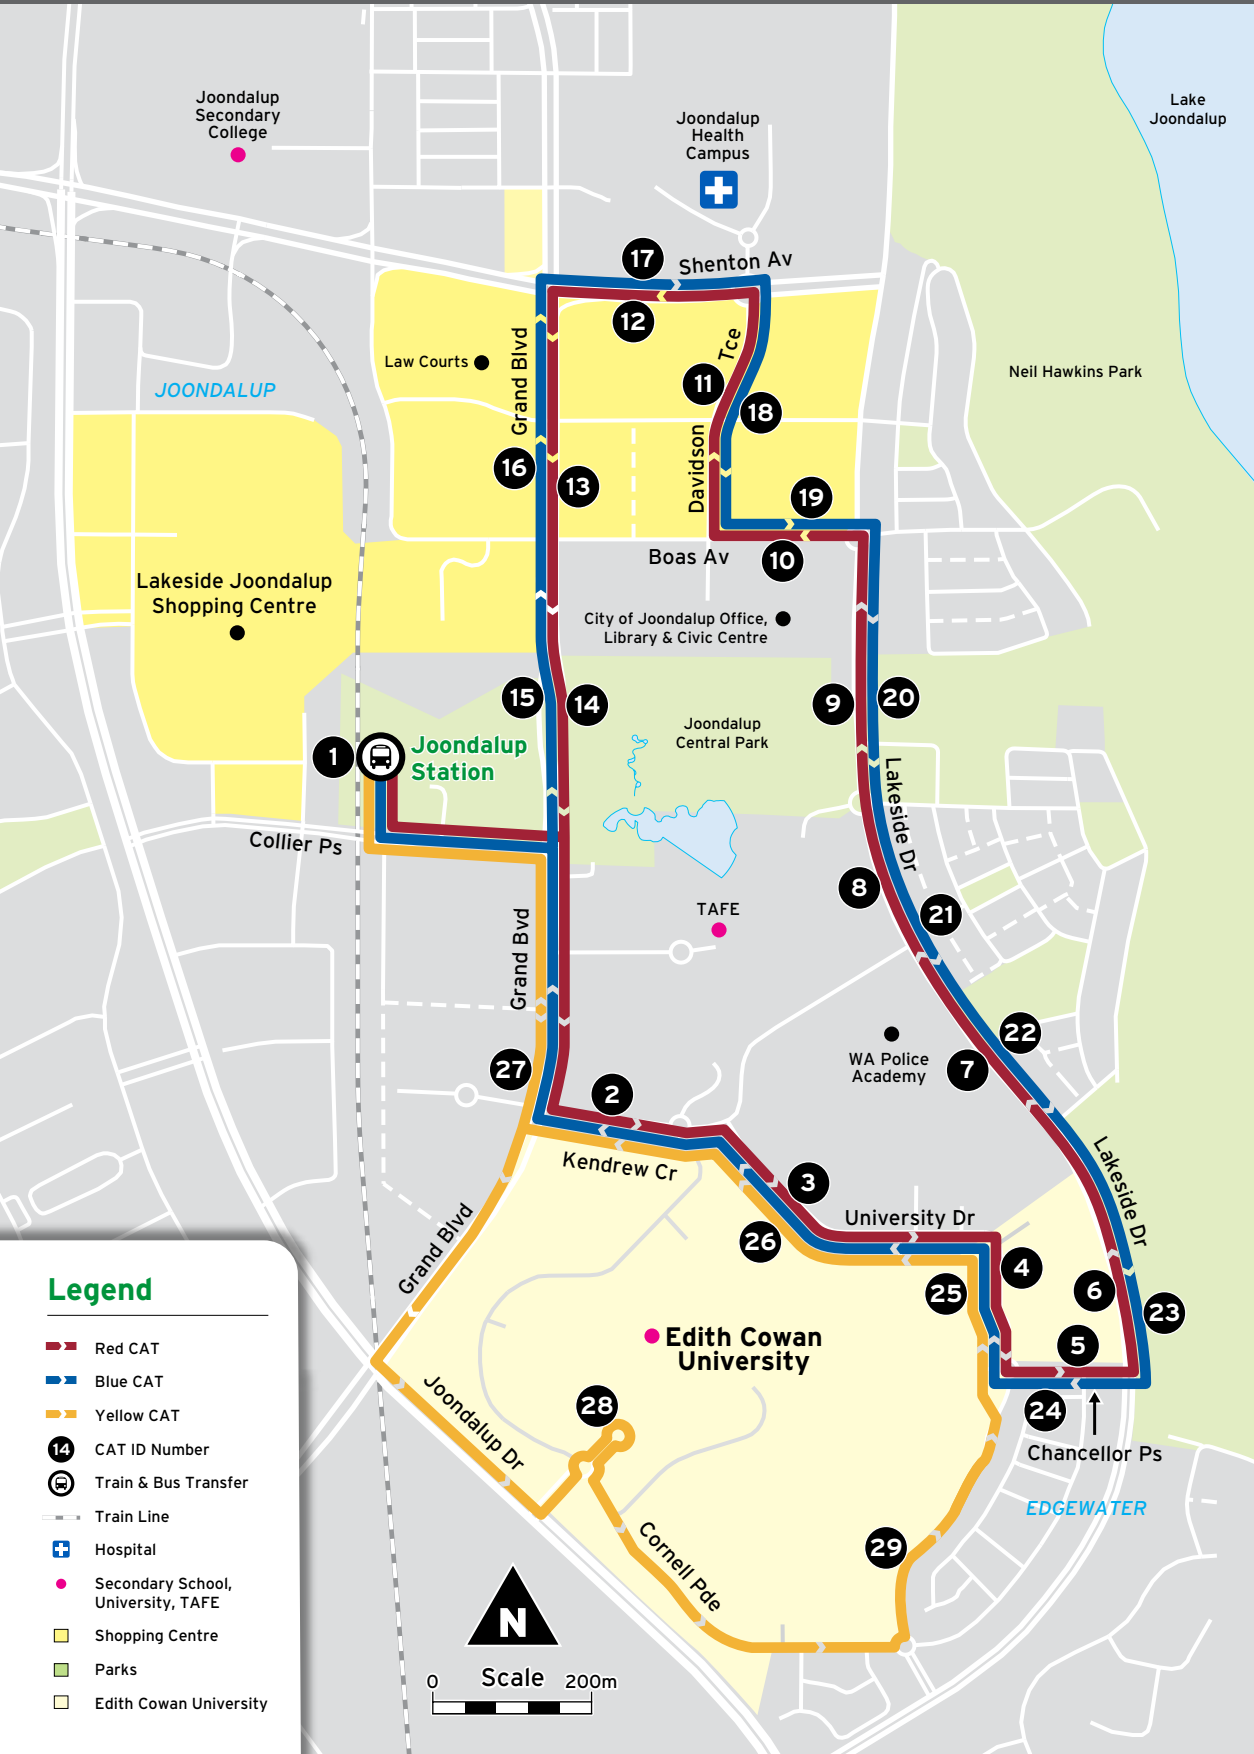 Joondalup
Secondary
College
Joondalup
Health
Campus
Lake
Joondalup
17
Shenton Av
12
Grand Blvd
Tce
Law Courts
11
Neil Hawkins Park
JOONDALUP
18
Davidson
16
13
19
Boas Av
10
Lakeside Joondalup
Shopping Centre
City of Joondalup Office,
Library & Civic Centre
15
14
9
20
Joondalup
Central Park
1
Joondalup
Station
Lakeside Dr
Collier Ps
8
21
TAFE
Grand Bvd
22
WA Police
Academy
7
27
2
Kendrew Cr
3
Lakeside Dr
University Dr
26
Grand Blvd
4
25
6
23
Edith Cowan
University
5
28
24
Joondalup Dr
Chancellor Ps
EDGEWATER
Cornell Pde
29
N
Scale
0
200m
Legend
Red CAT
Blue CAT
Yellow CAT
14
CAT ID Number
Train & Bus Transfer
Train Line
Hospital
Secondary School,
University, TAFE
Shopping Centre
Parks
Edith Cowan University